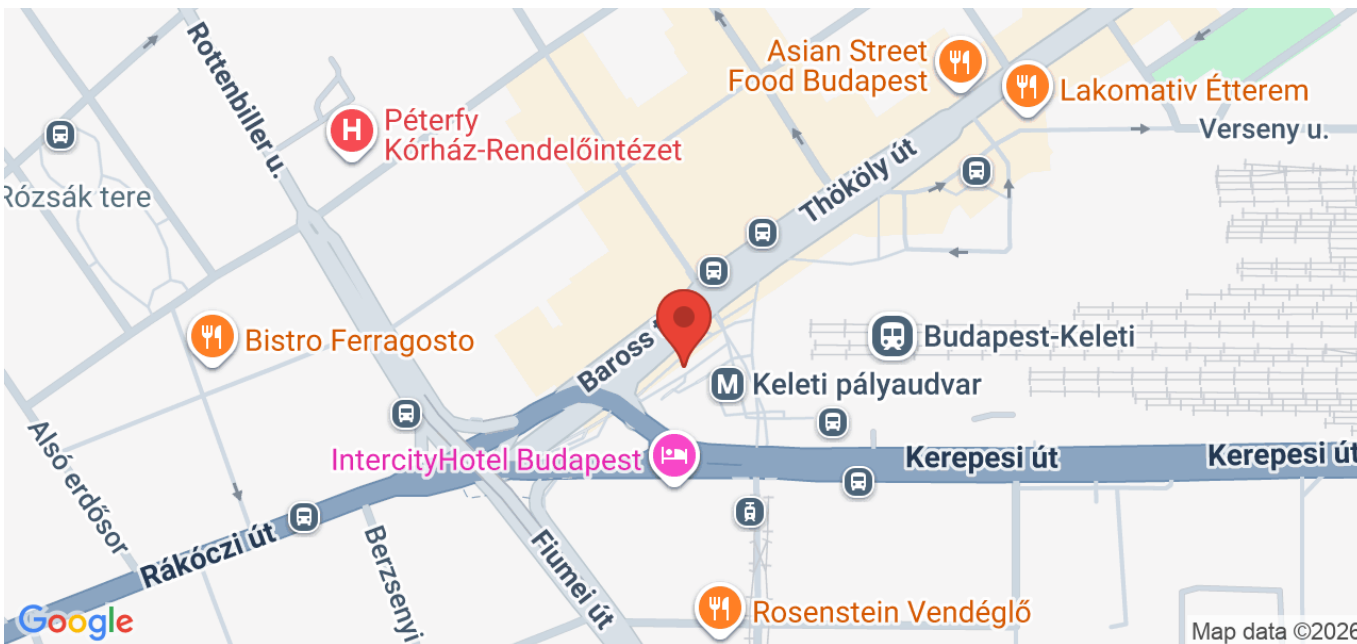 Rottenbiller u.
Asian Street
Food Budapest
Lakomativ Étterem
H
Péterfy
Kórház-Rendelőintézet
Verseny u.
Rózsák tere
Thököly út
Bistro Ferragosto
Baross t
Budapest-Keleti
M
Keleti pályaudvar
Alsó erdősor
IntercityHotel Budapest
Kerepesi út
Kerepesi út
Rákóczi út
Berzsenyi
Fiumei út
Rosenstein Vendéglő
Google
Map data ©2026